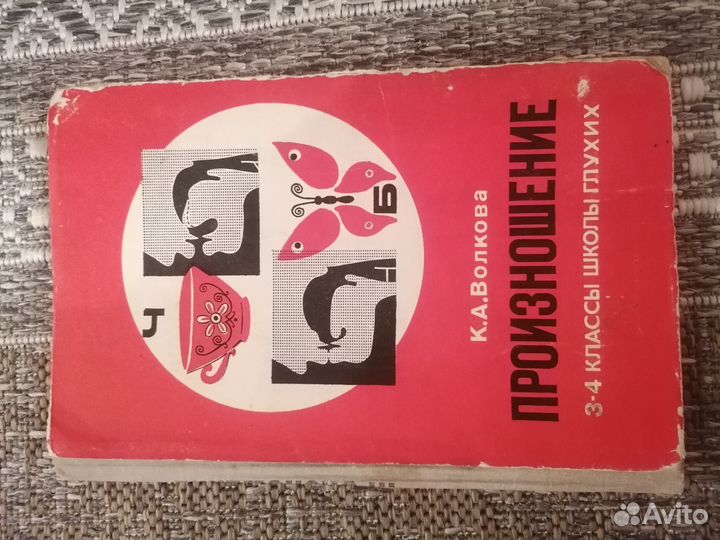 Ч
Б
К.А.Волкова
ПРОИЗНОШЕНИЕ
3-4 КЛАССЫ ШКОЛЫ ГЛУХИХ
Avito